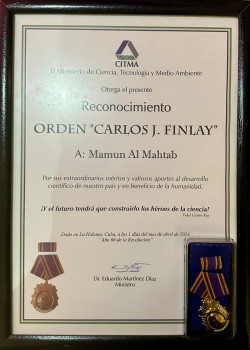 CITMA
El Ministerio de Ciencia, Tecnología y Medio Ambiente
Otorga el presente
Reconocimiento
ORDEN "CARLOS J. FINLAY"
A: Mamun Al Mahtab
Por sus extraordinarios méritos y valiosos aportes al desarrollo
científico de nuestro país y en beneficio de la humanidad.
¡Y el futuro tendrá que construirlo los héroes de la ciencia!
Fidel Castro Ruz
Dada en La Habana, Cuba, a los 1 días del mes de abril de 2024
"Año 66 de la Revolución"
Dr. Eduardo Martínez Díaz
Ministro